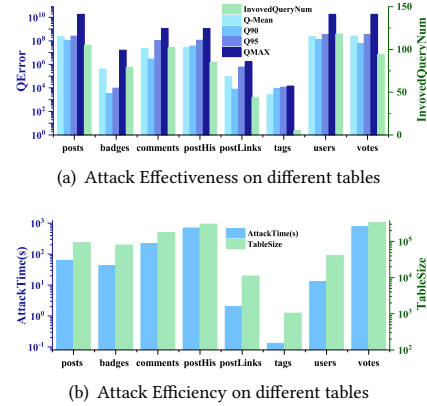 InvovedQueryNum
Q-Mean
Q90
Q95
QMAX
QError
10^10
10^8
10^6
10^4
10^2
10^0
InvovedQueryNum
150
100
50
0
posts badges comments postHis postLinks tags users votes
(a) Attack Effectiveness on different tables
AttackTime(s)
TableSize
AttackTime(s)
10^3
10^2
10^1
10^0
10^-1
TableSize
10^5
10^4
10^3
10^2
posts badges comments postHis postLinks tags users votes
(b) Attack Efficiency on different tables